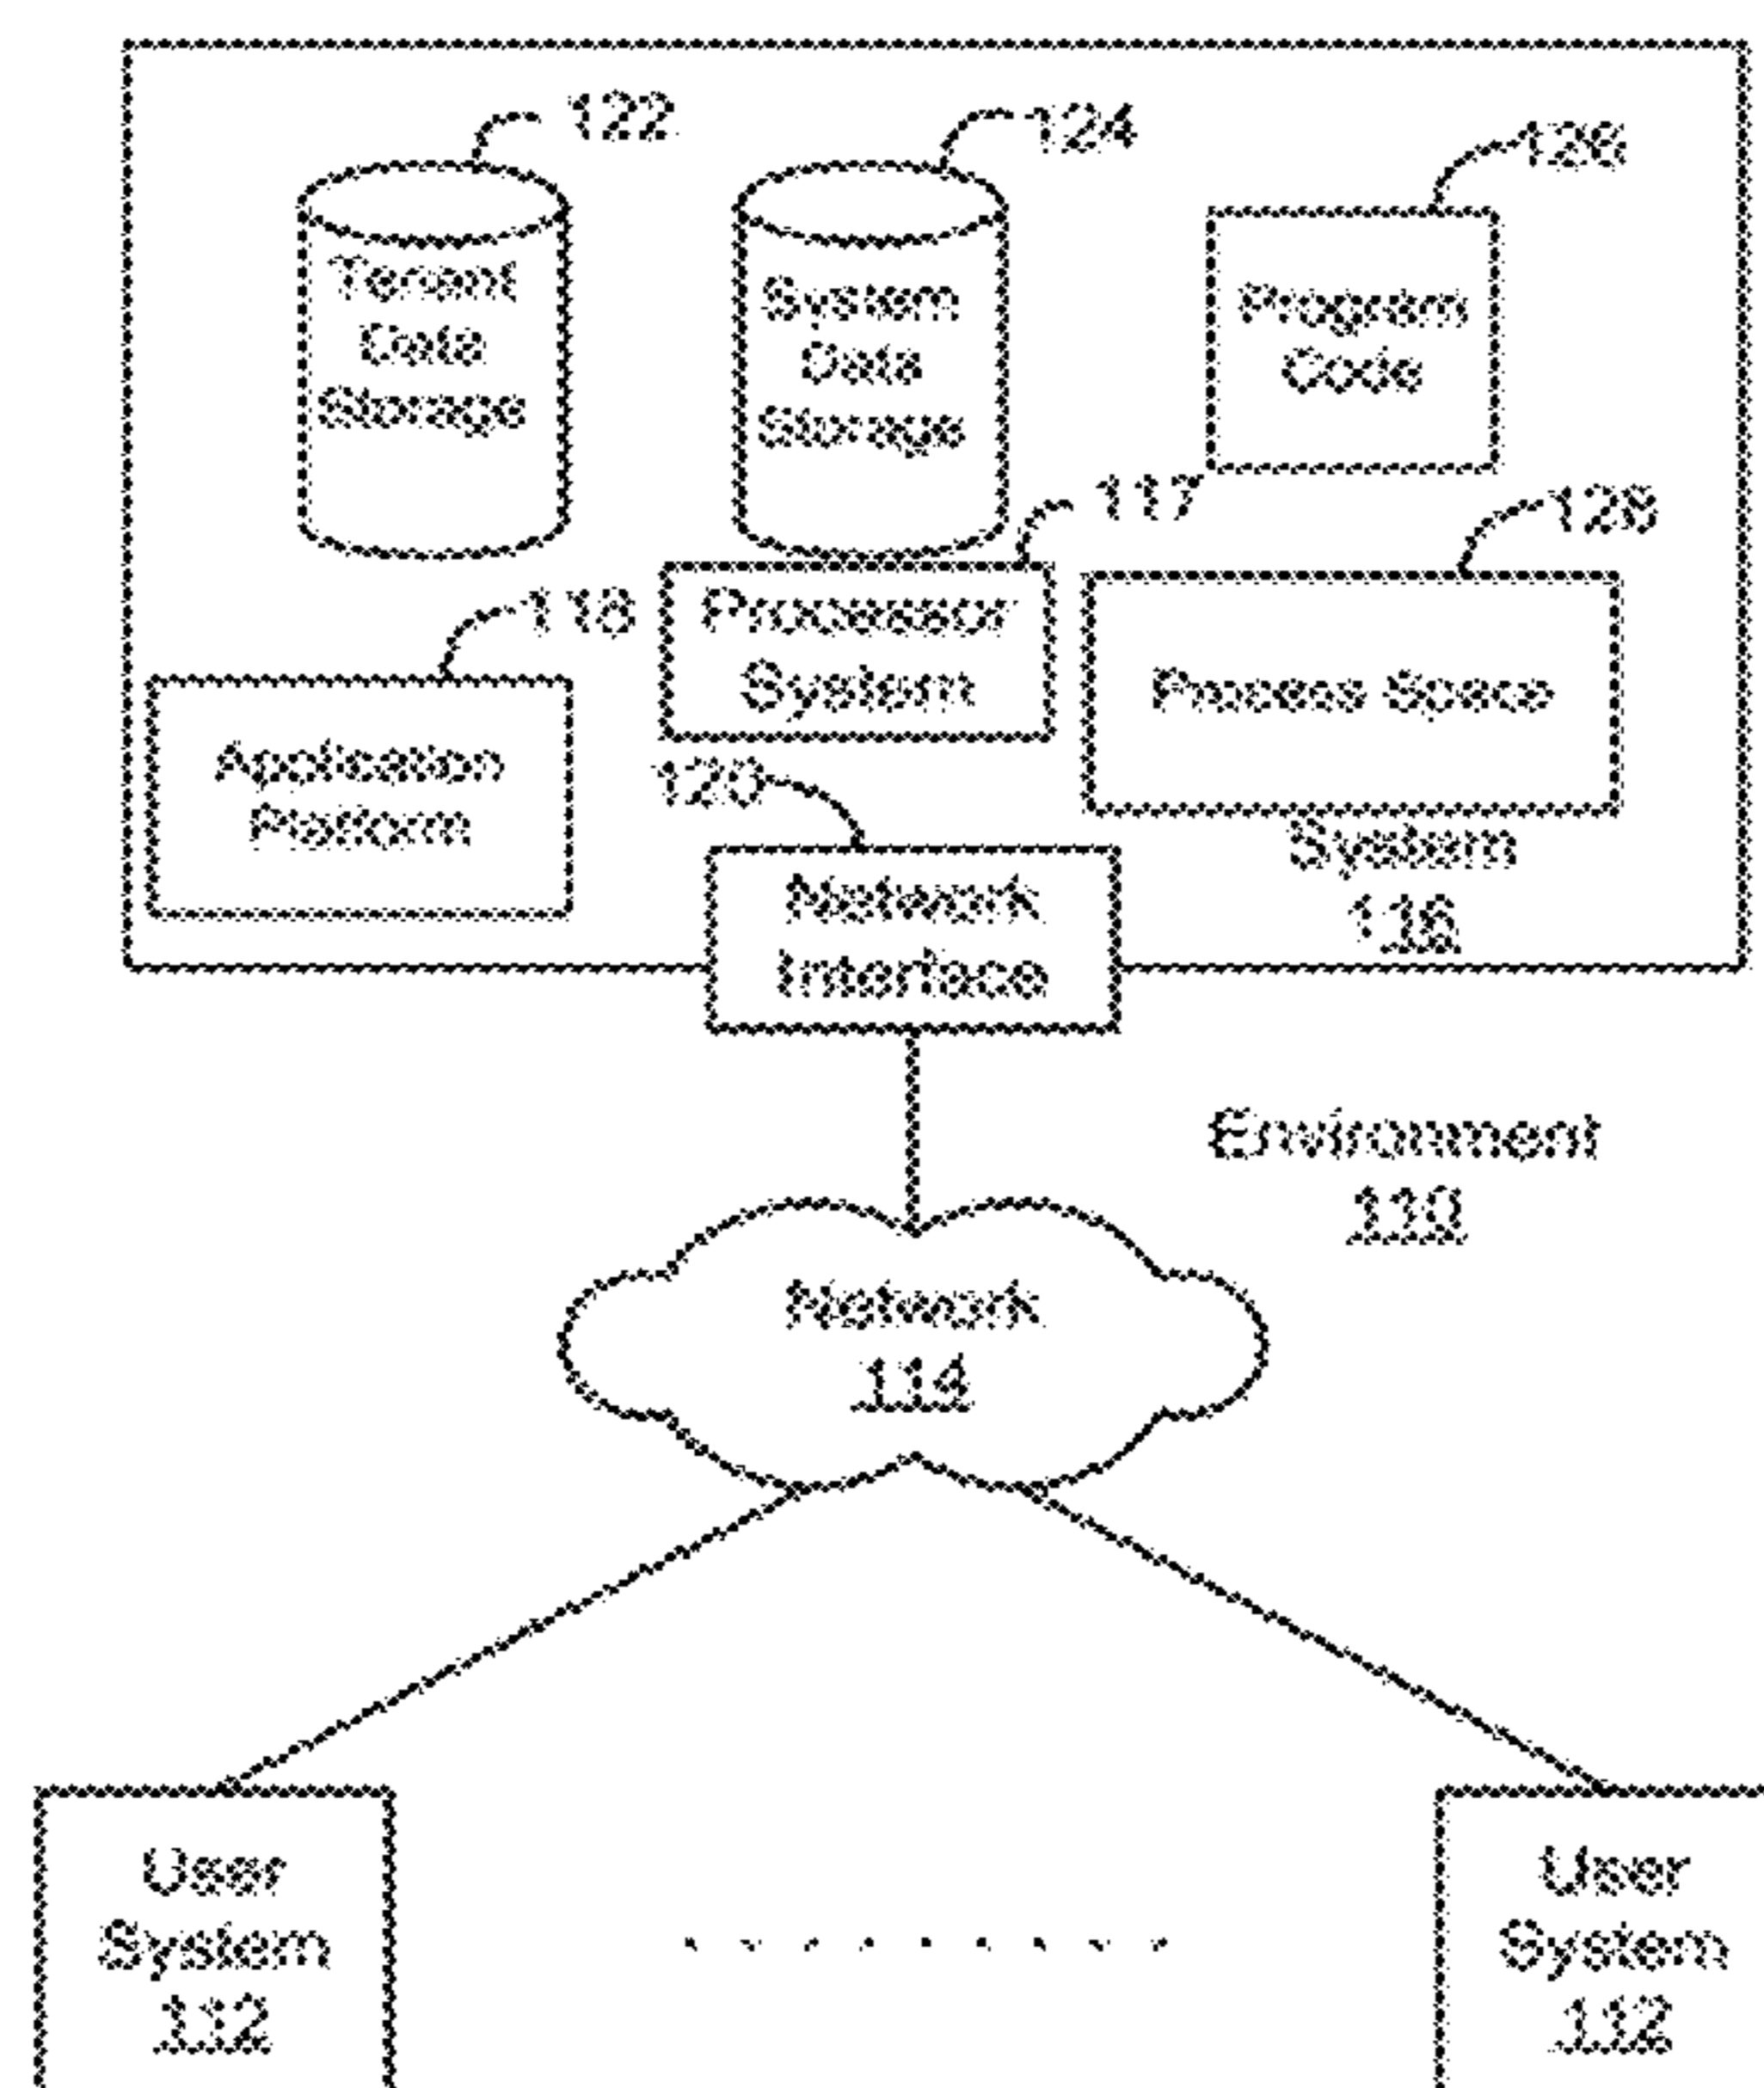 122
124
126
Tenant
Data
Storage
System
Data
Storage
Program
Code
117
128
118
Processor
System
Process Space
Application
Platform
120
System
116
Network
Interface
Environment
110
Network
114
User
System
112
User
System
112